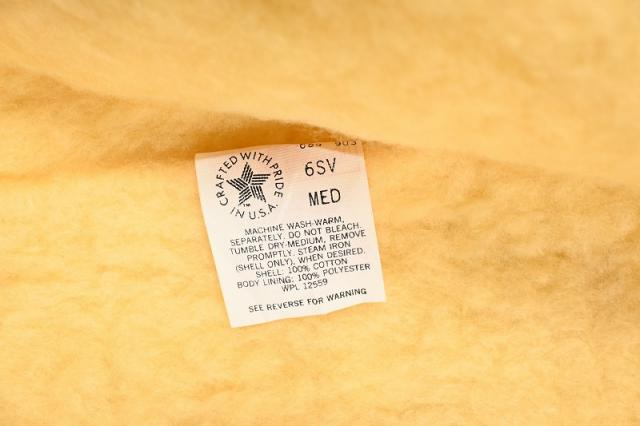 CRAFTED WITH PRIDE
IN U.S.A.
TM
6SV
MED
MACHINE WASH-WARM,
SEPARATELY. DO NOT BLEACH.
TUMBLE DRY-MEDIUM, REMOVE
PROMPTLY. STEAM IRON
(SHELL ONLY), WHEN DESIRED.
SHELL: 100% COTTON
BODY LINING: 100% POLYESTER
WPL 12559
SEE REVERSE FOR WARNING